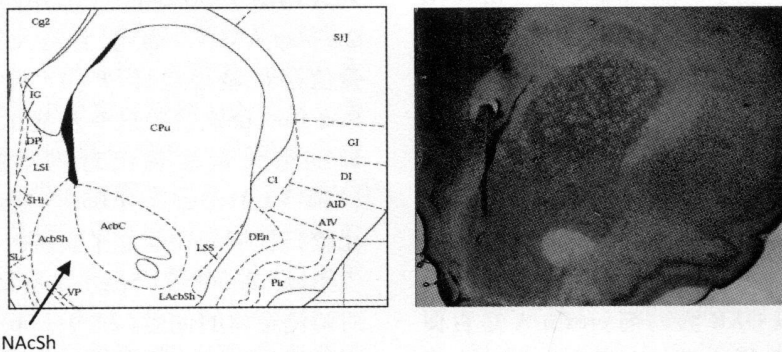 Cg2
S1J
IG
CPu
DP
GI
LSI
DI
Cl
SHi
AID
AcbC
AIV
AcbSh
LSS
DEn
SL
Pir
VP
LAcbSh
NAcSh